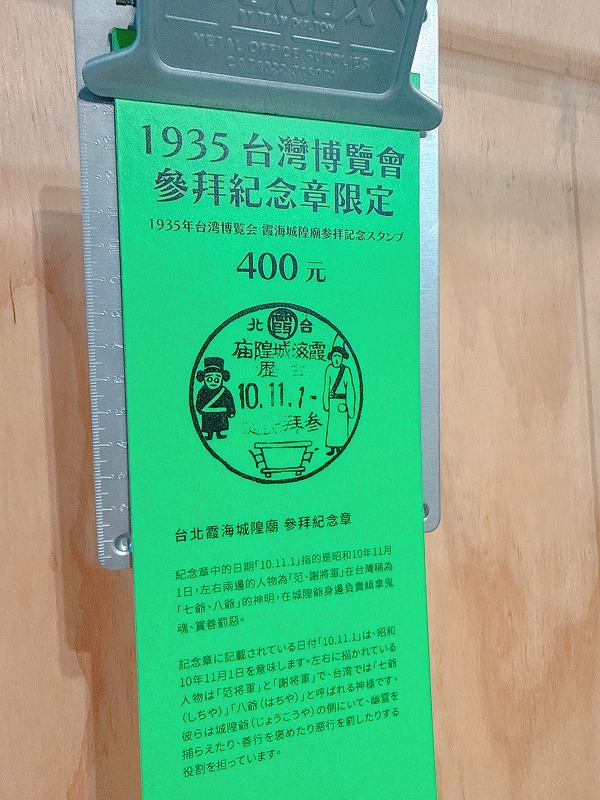 BY TEAM DEMON
METAL OFFICE SUPPLIES
1935 台灣博覽會
參拜紀念章限定
1935年台湾博覧会 霞海城隍廟参拝記念スタンプ
400 元
北 霞 台
庙隍城海霞
10.11.1-
拜参
台北霞海城隍廟 參拜紀念章
紀念章中的日期「10.11.1」指的是昭和10年11月
1日，左右兩邊的人物為「范、謝將軍」在台灣稱為
「七爺、八爺」的神明，在城隍爺身邊負責緝拿鬼
魂、賞善罰惡。
記念章に記載されている日付「10.11.1」は、昭和
10年11月1日を意味します。左右に描かれている
人物は「范将軍」と「謝将軍」で、台湾では「七爺
（しちや）」「八爺（はちや）」と呼ばれる神様です。
彼らは城隍爺（じょうこうや）の側にいて、幽霊を
捕らえたり、善行を褒めたり悪行を罰したりする
役割を担っています。